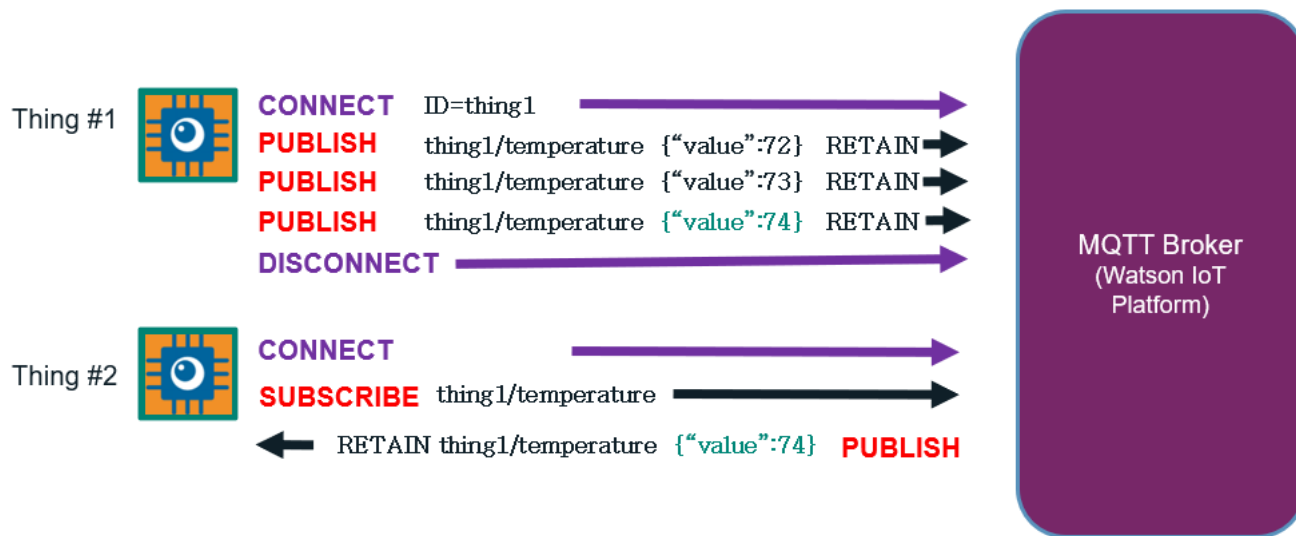 Thing #1
CONNECT ID=thing1
PUBLISH thing1/temperature {“value”:72} RETAIN
PUBLISH thing1/temperature {“value”:73} RETAIN
PUBLISH thing1/temperature {“value”:74} RETAIN
DISCONNECT
Thing #2
CONNECT
SUBSCRIBE thing1/temperature
RETAIN thing1/temperature {“value”:74} PUBLISH
MQTT Broker
(Watson IoT
Platform)